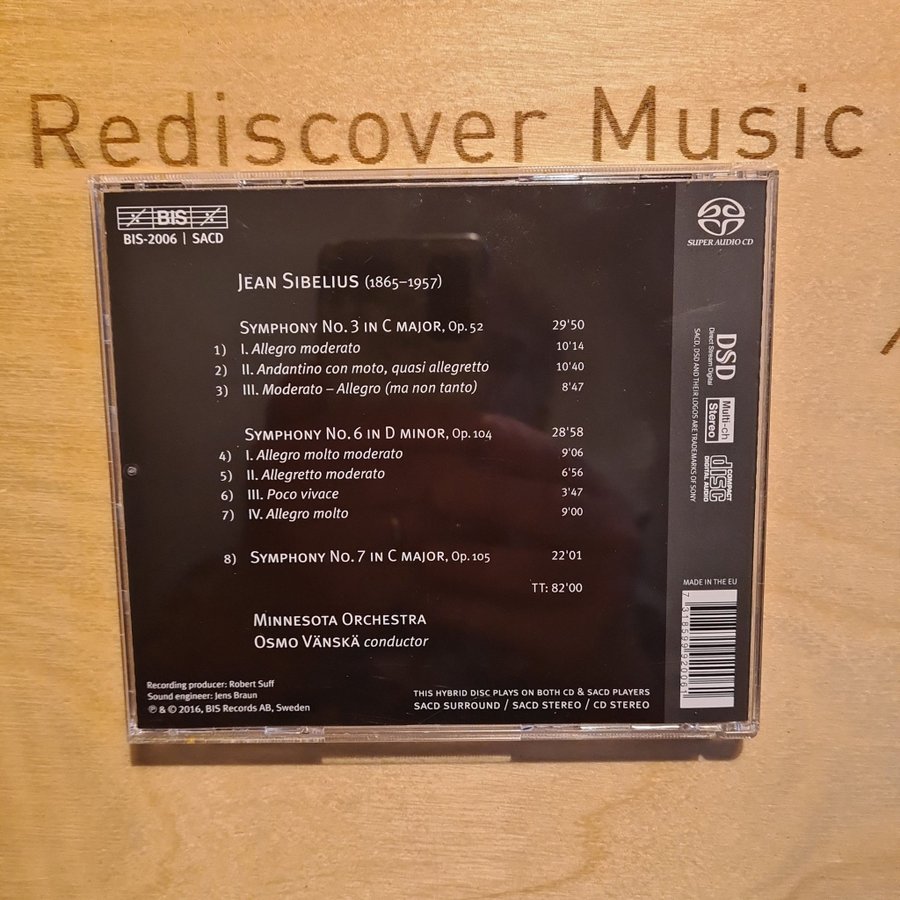 Rediscover Music
BIS
BIS-2006 | SACD
JEAN SIBELIUS (1865–1957)
SYMPHONY NO. 3 IN C MAJOR, OP. 52 29'50
1) I. Allegro moderato 10'14
2) II. Andantino con moto, quasi allegretto 10'40
3) III. Moderato – Allegro (ma non tanto) 8'47
SYMPHONY NO. 6 IN D MINOR, OP. 104 28'58
4) I. Allegro molto moderato 9'06
5) II. Allegretto moderato 6'56
6) III. Poco vivace 3'47
7) IV. Allegro molto 9'00
8) SYMPHONY NO. 7 IN C MAJOR, OP. 105 22'01
TT: 82'00
MINNESOTA ORCHESTRA
OSMO VÄNSKÄ conductor
Recording producer: Robert Suff
Sound engineer: Jens Braun
℗ & © 2016, BIS Records AB, Sweden
THIS HYBRID DISC PLAYS ON BOTH CD & SACD PLAYERS
SACD SURROUND / SACD STEREO / CD STEREO
SUPER AUDIO CD
DSD
Direct Stream Digital
SACD, DSD AND THEIR LOGOS ARE TRADEMARKS OF SONY
Multi-ch
Stereo
COMPACT
disc
DIGITAL AUDIO
MADE IN THE EU
7 318599 920061